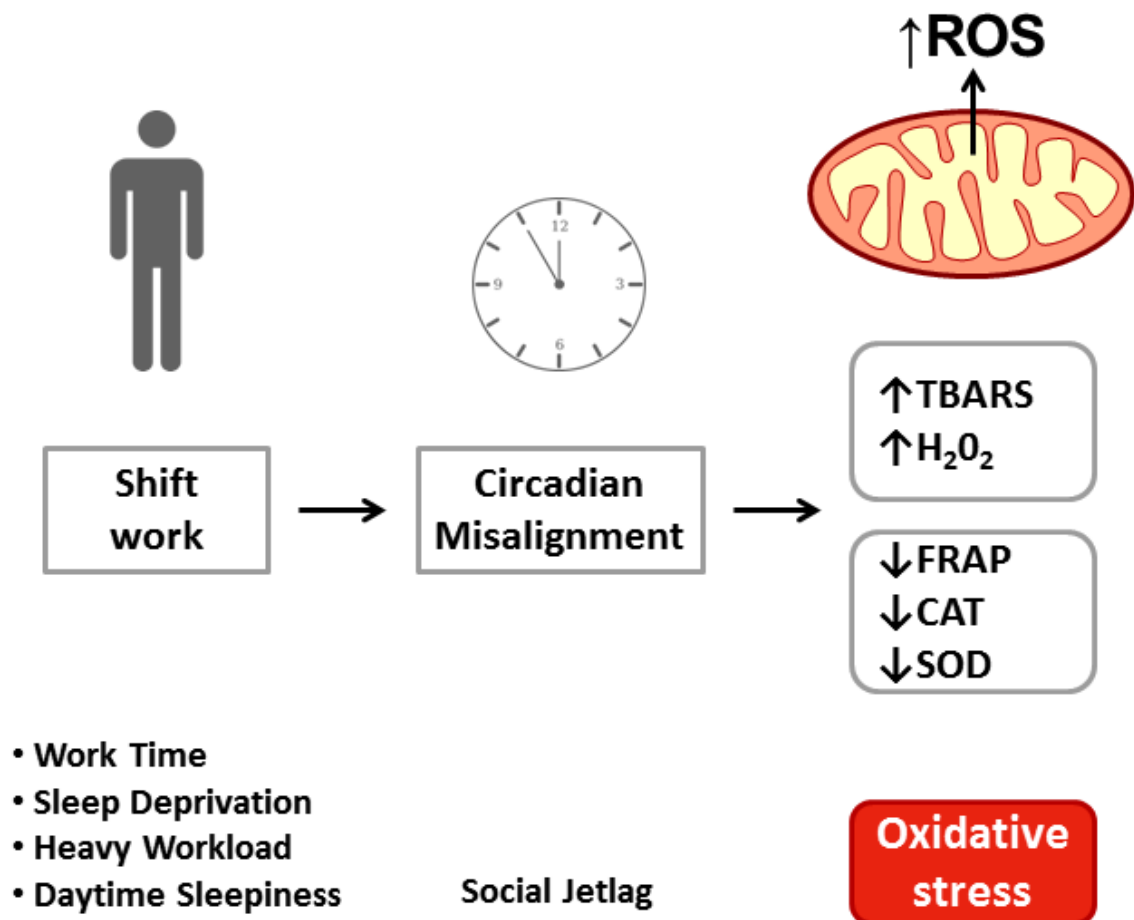 ↑ROS
12
9
3
6
Shift
work
Circadian
Misalignment
↑TBARS
↑H₂0₂
↓FRAP
↓CAT
↓SOD
• Work Time
• Sleep Deprivation
• Heavy Workload
• Daytime Sleepiness
Social Jetlag
Oxidative
stress